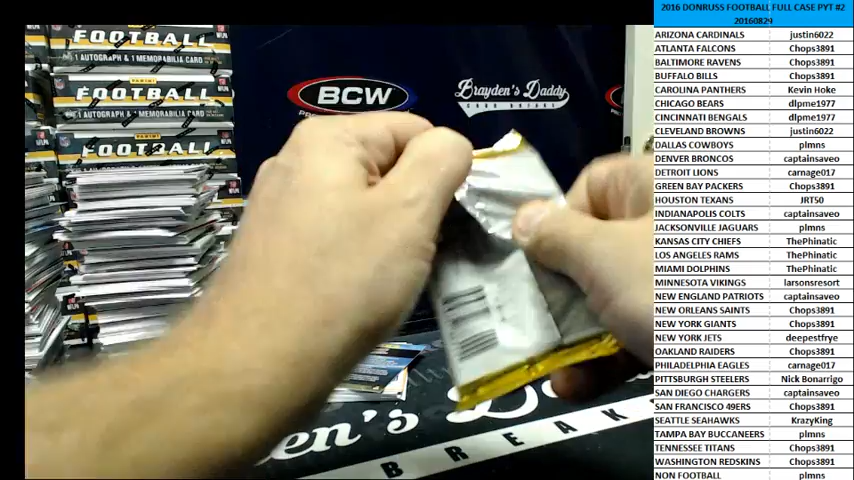 2016 DONRUSS FOOTBALL FULL CASE PYT #2
20160829
ARIZONA CARDINALS justin6022
ATLANTA FALCONS Chops3891
BALTIMORE RAVENS Chops3891
BUFFALO BILLS Chops3891
CAROLINA PANTHERS Kevin Hoke
CHICAGO BEARS dlpme1977
CINCINNATI BENGALS dlpme1977
CLEVELAND BROWNS justin6022
DALLAS COWBOYS plmns
DENVER BRONCOS captainsaveo
DETROIT LIONS carnage017
GREEN BAY PACKERS Chops3891
HOUSTON TEXANS JRT50
INDIANAPOLIS COLTS captainsaveo
JACKSONVILLE JAGUARS plmns
KANSAS CITY CHIEFS ThePhinatic
LOS ANGELES RAMS ThePhinatic
MIAMI DOLPHINS ThePhinatic
MINNESOTA VIKINGS larsonsresort
NEW ENGLAND PATRIOTS captainsaveo
NEW ORLEANS SAINTS Chops3891
NEW YORK GIANTS Chops3891
NEW YORK JETS deepestfrye
OAKLAND RAIDERS Chops3891
PHILADELPHIA EAGLES carnage017
PITTSBURGH STEELERS Nick Bonarrigo
SAN DIEGO CHARGERS captainsaveo
SAN FRANCISCO 49ERS Chops3891
SEATTLE SEAHAWKS KrazyKing
TAMPA BAY BUCCANEERS plmns
TENNESSEE TITANS Chops3891
WASHINGTON REDSKINS Chops3891
NON FOOTBALL plmns
FOOTBALL
1 AUTOGRAPH & 1 MEMORABILIA CARD
PANINI
FOOTBALL
1 AUTOGRAPH & 1 MEMORABILIA CARD
PANINI
FOOTBALL
BCW
Brayden's Daddy
CARD BREAKS
en's D
BREAK